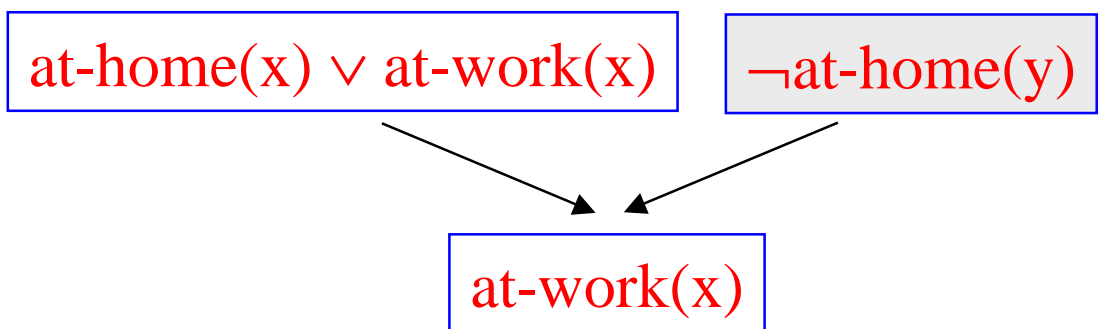 at-home(x) ∨ at-work(x)
¬at-home(y)
at-work(x)